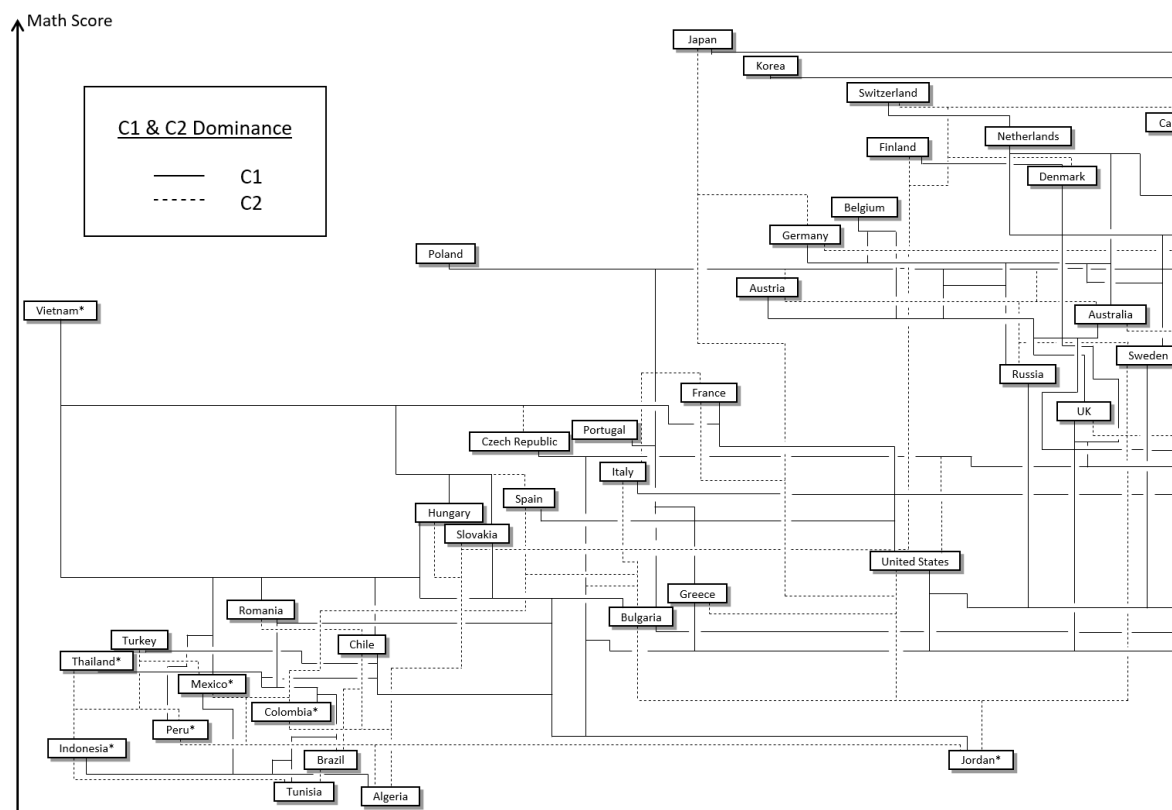 Math Score
Japan
Korea
Switzerland
C1 & C2 Dominance
C1
C2
Ca
Netherlands
Finland
Denmark
Belgium
Germany
Poland
Austria
Vietnam*
Australia
Sweden
Russia
France
UK
Portugal
Czech Republic
Italy
Spain
Hungary
Slovakia
United States
Greece
Romania
Bulgaria
Turkey
Chile
Thailand*
Mexico*
Colombia*
Peru*
Indonesia*
Brazil
Jordan*
Tunisia
Algeria